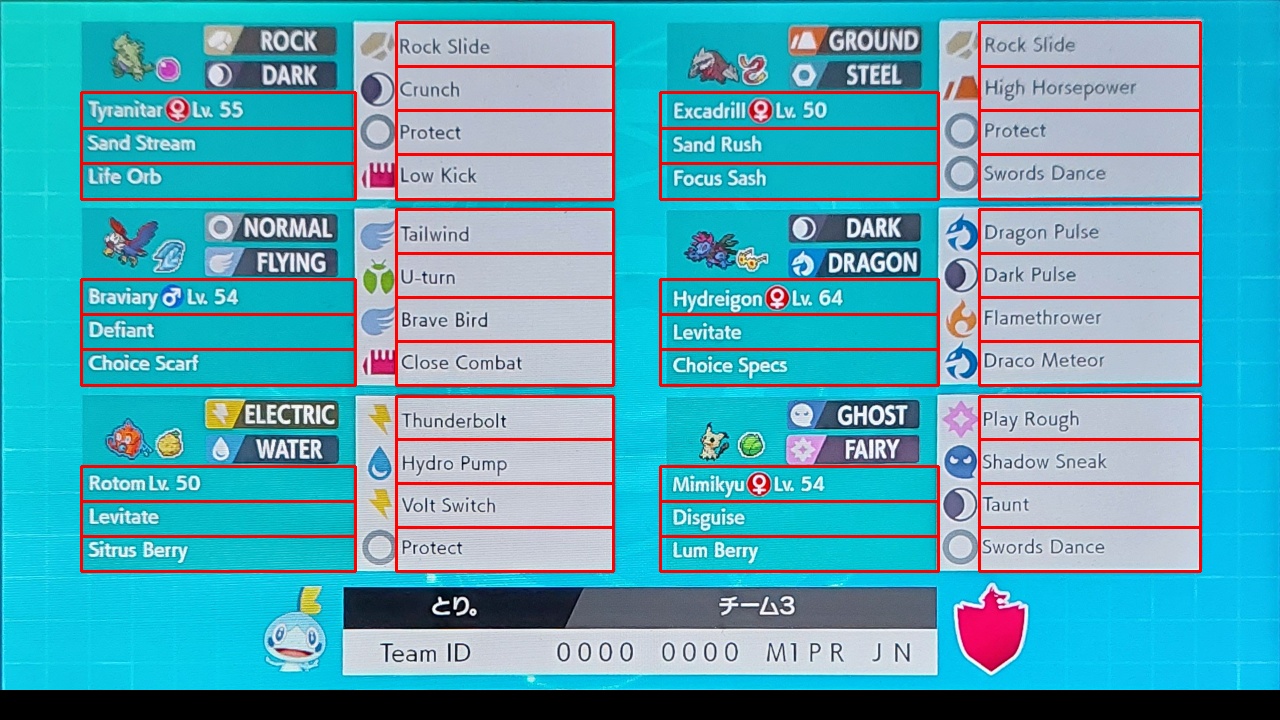 ROCK
DARK
Tyranitar Lv. 55
Sand Stream
Life Orb
Rock Slide
Crunch
Protect
Low Kick
GROUND
STEEL
Excadrill Lv. 50
Sand Rush
Focus Sash
Rock Slide
High Horsepower
Protect
Swords Dance
NORMAL
FLYING
Braviary Lv. 54
Defiant
Choice Scarf
Tailwind
U-turn
Brave Bird
Close Combat
DARK
DRAGON
Hydreigon Lv. 64
Levitate
Choice Specs
Dragon Pulse
Dark Pulse
Flamethrower
Draco Meteor
ELECTRIC
WATER
Rotom Lv. 50
Levitate
Sitrus Berry
Thunderbolt
Hydro Pump
Volt Switch
Protect
GHOST
FAIRY
Mimikyu Lv. 54
Disguise
Lum Berry
Play Rough
Shadow Sneak
Taunt
Swords Dance
とり。 チーム3
Team ID 0000 0000 M1PR JN